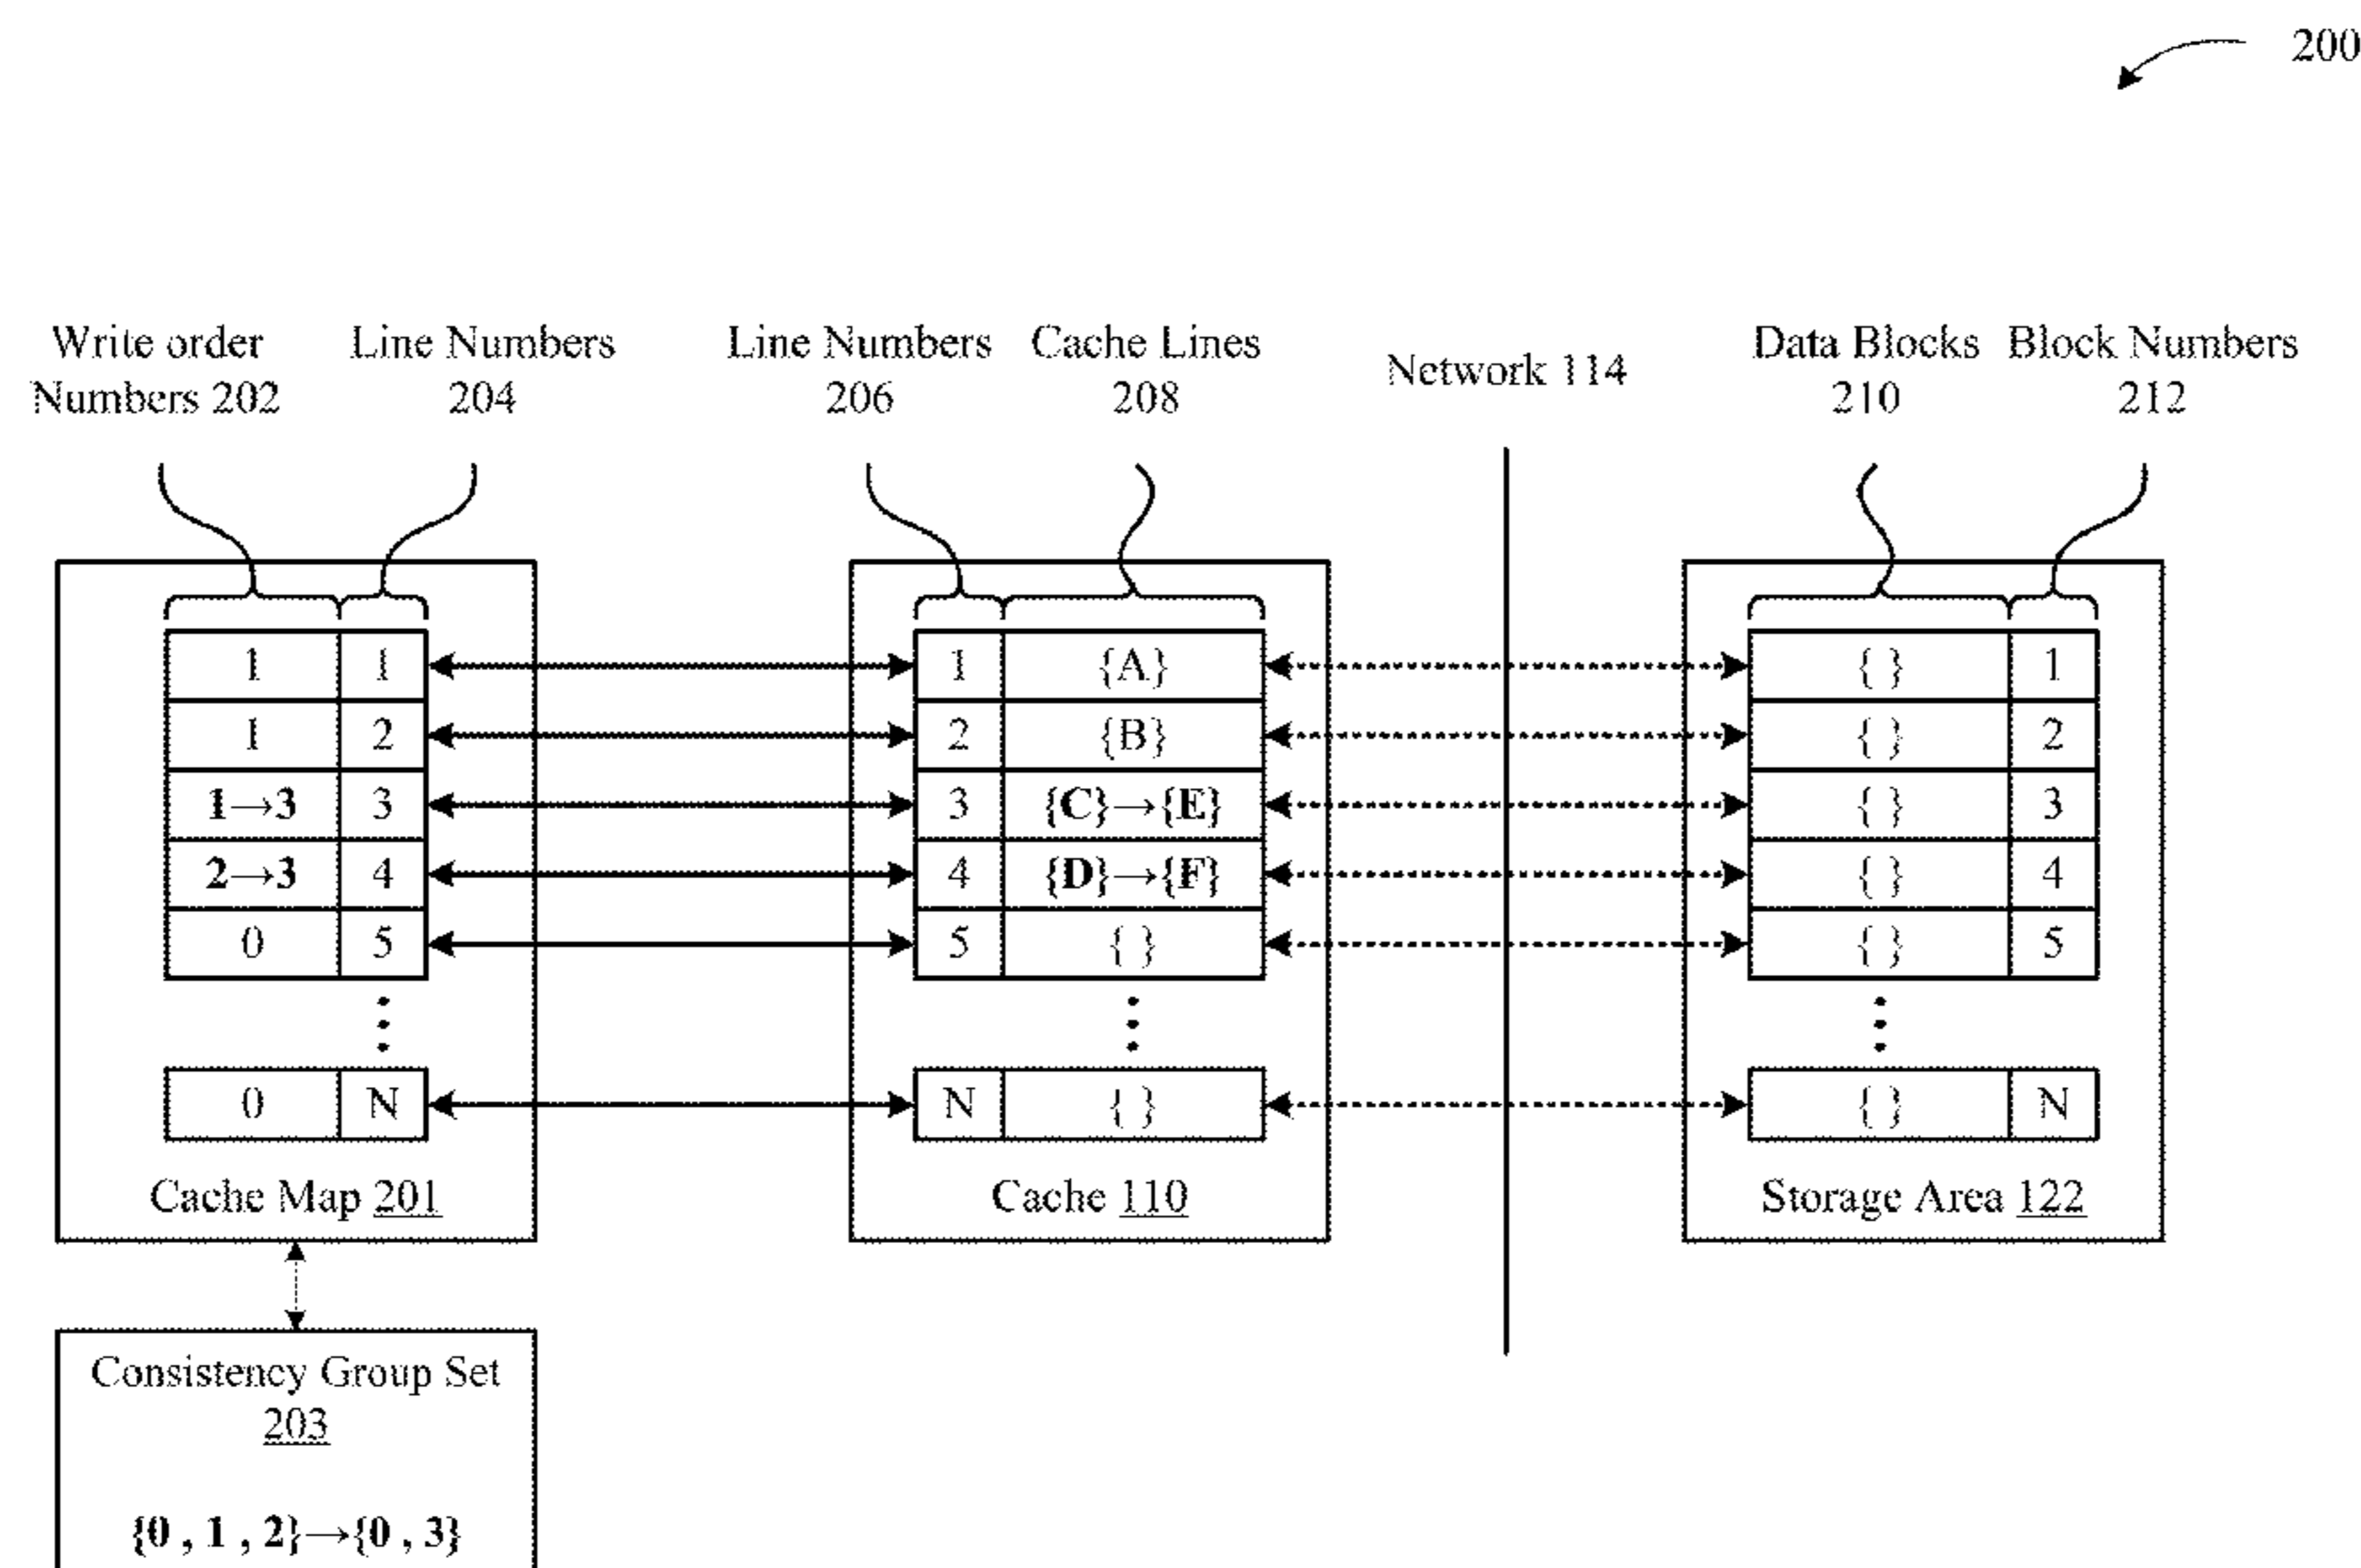 200
Write order Numbers 202
Line Numbers 204
Line Numbers 206
Cache Lines 208
Network 114
Data Blocks 210
Block Numbers 212
1 1 1 {A} { } 1
1 2 2 {B} { } 2
1→3 3 3 {C}→{E} { } 3
2→3 4 4 {D}→{F} { } 4
0 5 5 { } { } 5
0 N N { } { } N
Cache Map 201
Cache 110
Storage Area 122
Consistency Group Set
203
{0 , 1 , 2}→{0 , 3}